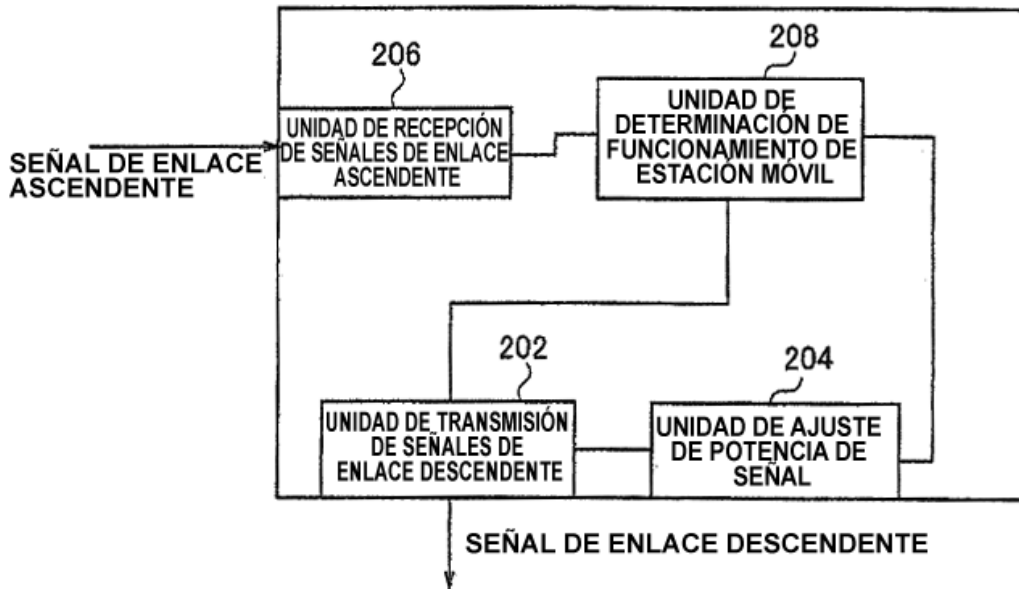 206
208
UNIDAD DE RECEPCIÓN
DE SEÑALES DE ENLACE
ASCENDENTE
UNIDAD DE
DETERMINACIÓN DE
FUNCIONAMIENTO DE
ESTACIÓN MÓVIL
SEÑAL DE ENLACE
ASCENDENTE
202
204
UNIDAD DE TRANSMISIÓN
DE SEÑALES DE
ENLACE DESCENDENTE
UNIDAD DE AJUSTE
DE POTENCIA DE
SEÑAL
SEÑAL DE ENLACE DESCENDENTE